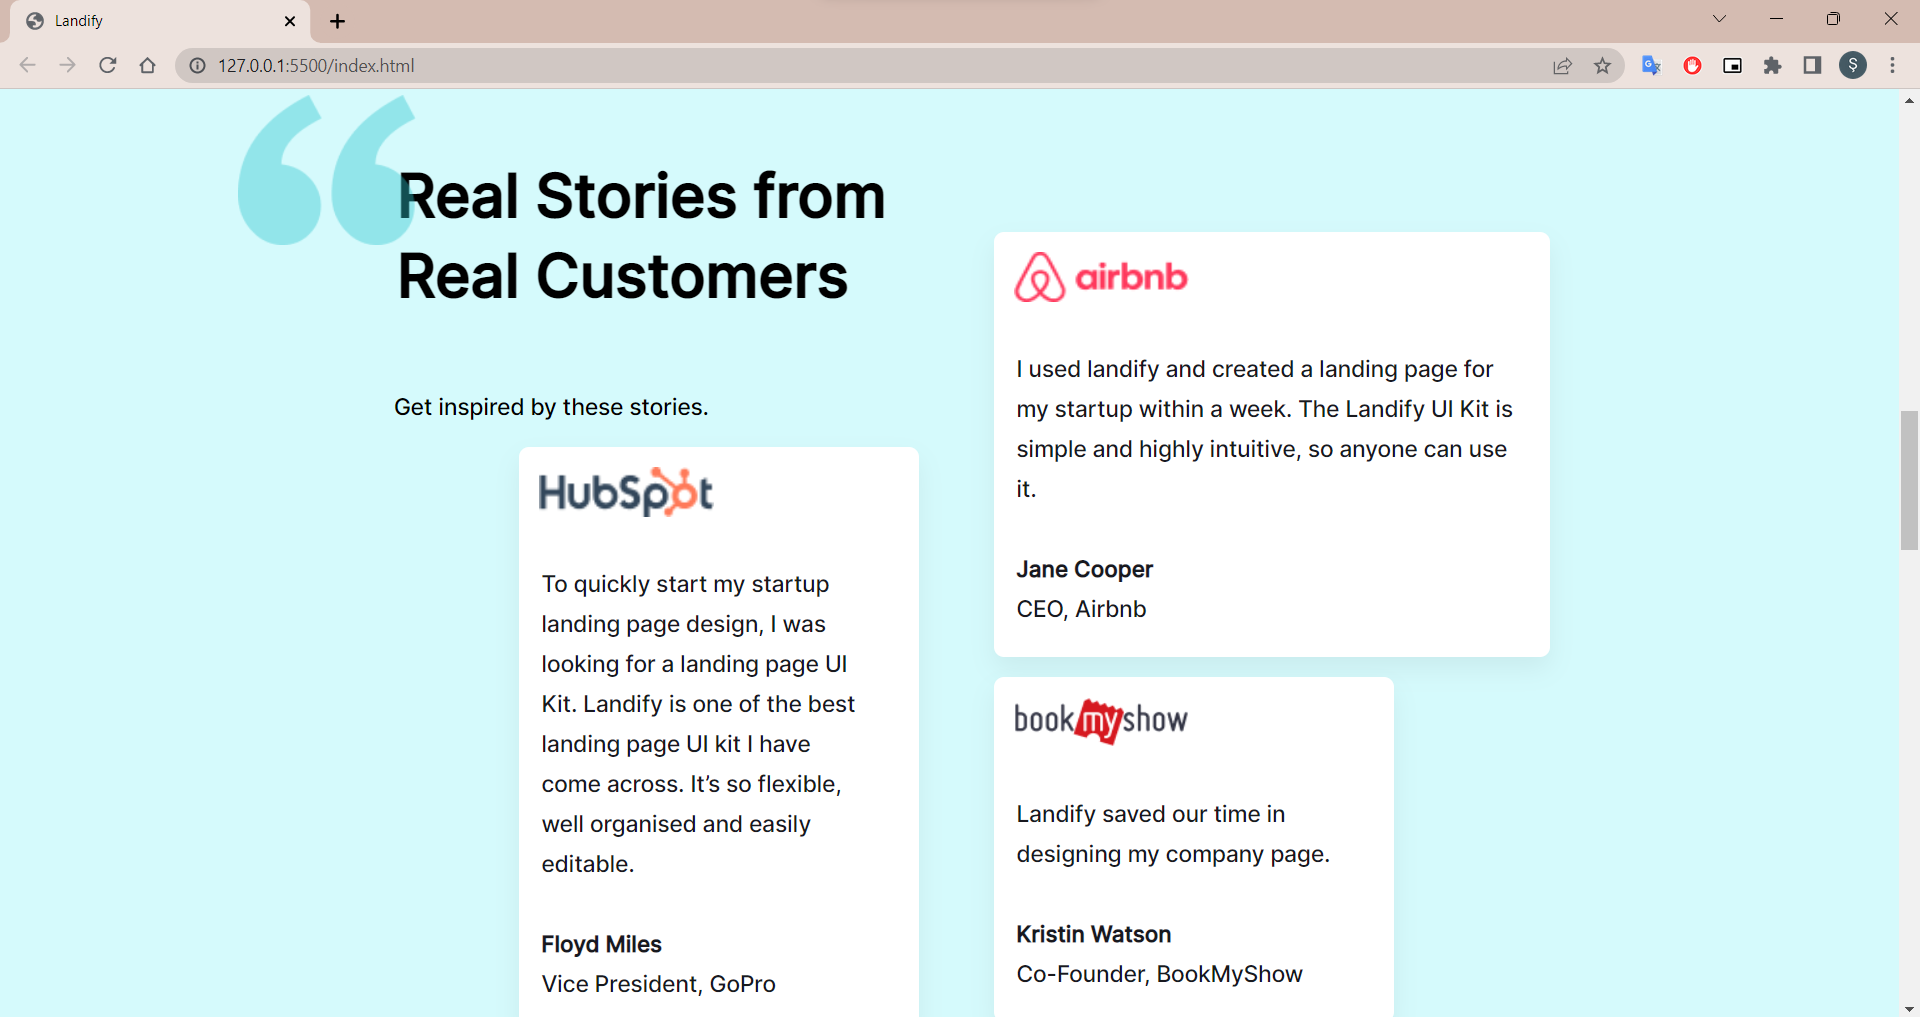 Landify
127.0.0.1:5500/index.html
S
“
Real Stories from
Real Customers
Get inspired by these stories.
HubSpot
To quickly start my startup
landing page design, I was
looking for a landing page UI
Kit. Landify is one of the best
landing page UI kit I have
come across. It’s so flexible,
well organised and easily
editable.
Floyd Miles
Vice President, GoPro
airbnb
I used landify and created a landing page for
my startup within a week. The Landify UI Kit is
simple and highly intuitive, so anyone can use
it.
Jane Cooper
CEO, Airbnb
bookmyshow
Landify saved our time in
designing my company page.
Kristin Watson
Co-Founder, BookMyShow